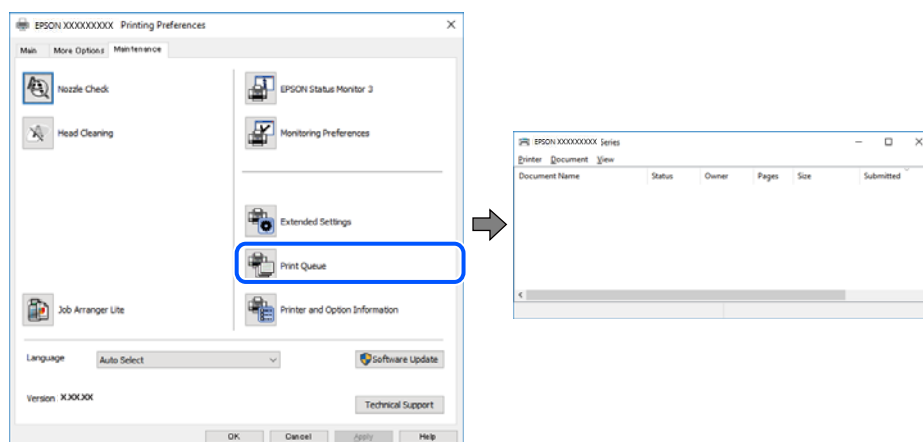 EPSON XXXXXXXXX Printing Preferences
Main More Options Maintenance
Nozzle Check
EPSON Status Monitor 3
Head Cleaning
Monitoring Preferences
Extended Settings
Print Queue
Job Arranger Lite
Printer and Option Information
Language Auto Select Software Update
Version X.XX.XX
Technical Support
OK Cancel Apply Help
EPSON XXXXXXXXX Series
Printer Document View
Document Name Status Owner Pages Size Submitted